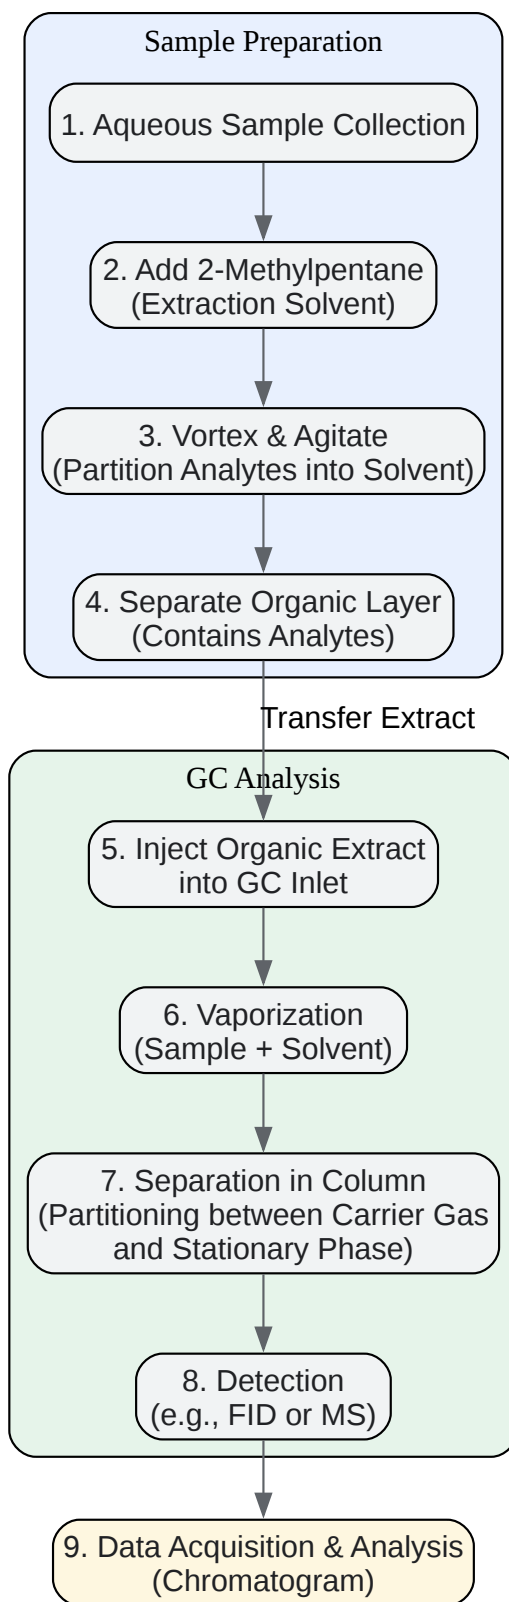 Sample Preparation
1. Aqueous Sample Collection
2. Add 2-Methylpentane
(Extraction Solvent)
3. Vortex & Agitate
(Partition Analytes into Solvent)
4. Separate Organic Layer
(Contains Analytes)
Transfer Extract
GC Analysis
5. Inject Organic Extract
into GC Inlet
6. Vaporization
(Sample + Solvent)
7. Separation in Column
(Partitioning between Carrier Gas
and Stationary Phase)
8. Detection
(e.g., FID or MS)
9. Data Acquisition & Analysis
(Chromatogram)